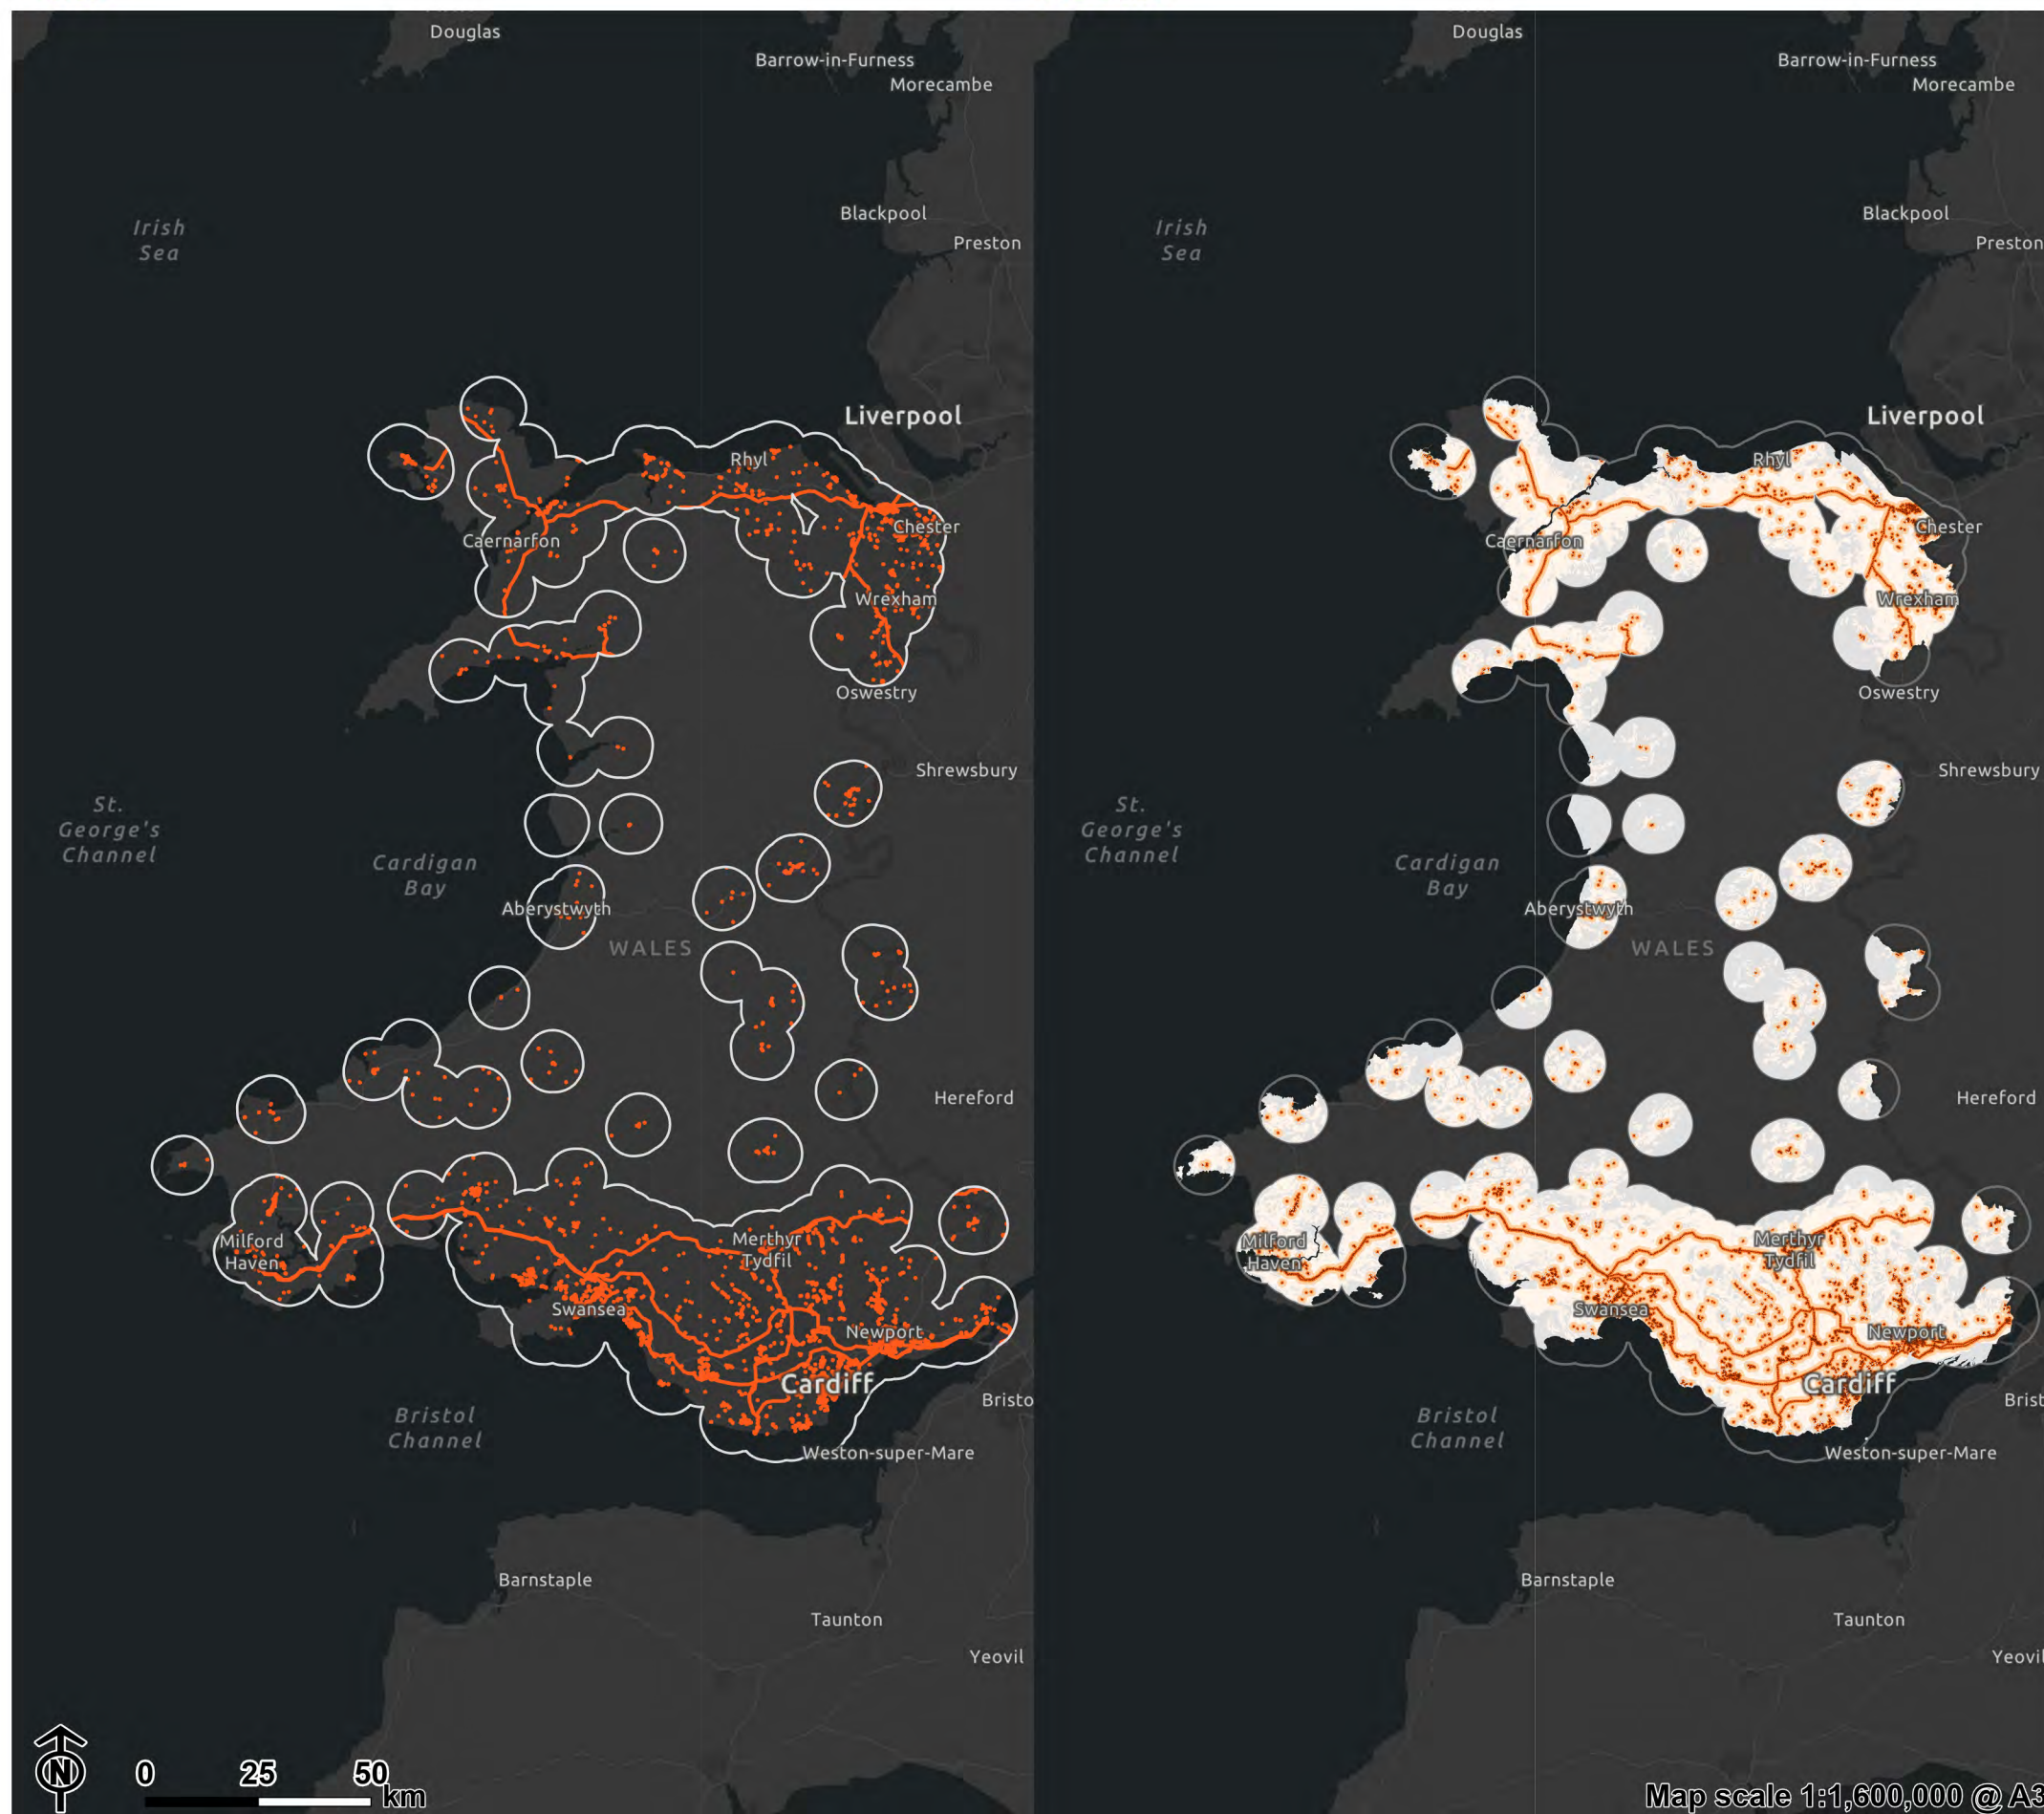 Douglas
Barrow-in-Furness
Morecambe
Irish
Sea
Blackpool
Preston
Liverpool
Rhyl
Chester
Caernarfon
Wrexham
Oswestry
Shrewsbury
St.
George's
Channel
Cardigan
Bay
Aberystwyth
WALES
Hereford
Milford
Haven
Merthyr
Tydfil
Swansea
Newport
Cardiff
Bristo
Bristol
Channel
Weston-super-Mare
Barnstaple
Taunton
Yeovil
N
0 25 50
km
Douglas
Barrow-in-Furness
Morecambe
Irish
Sea
Blackpool
Preston
Liverpool
Rhyl
Chester
Caernarfon
Wrexham
Oswestry
Shrewsbury
St.
George's
Channel
Cardigan
Bay
Aberystwyth
WALES
Hereford
Milford
Haven
Merthyr
Tydfil
Swansea
Newport
Cardiff
Brist
Bristol
Channel
Weston-super-Mare
Barnstaple
Taunton
Yeovil
Map scale 1:1,600,000 @ A3